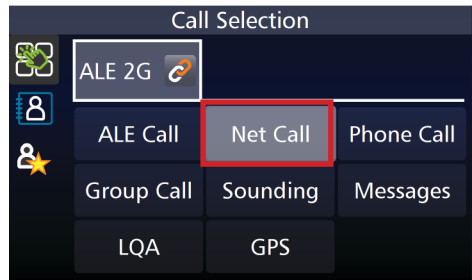 Call Selection
ALE 2G
ALE Call Net Call Phone Call
Group Call Sounding Messages
LQA GPS